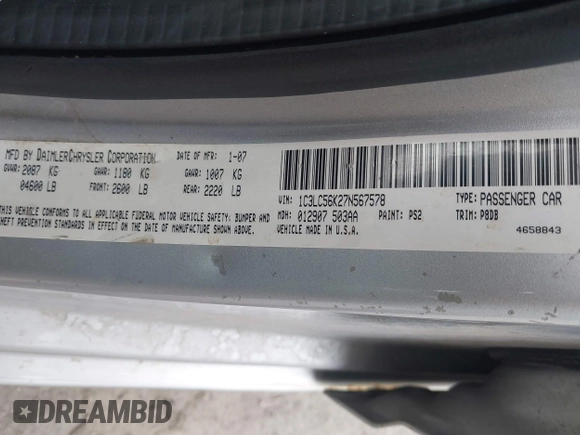 MFD BY DAIMLERCHRYSLER CORPORATION DATE OF MFR: 1-07
GVWR: 2087 KG GAWR: 1180 KG GAWR: 1007 KG
04600 LB FRONT: 2600 LB REAR: 2220 LB
THIS VEHICLE CONFORMS TO ALL APPLICABLE FEDERAL MOTOR VEHICLE SAFETY, BUMPER AND
THEFT PREVENTION STANDARDS IN EFFECT ON THE DATE OF MANUFACTURE SHOWN ABOVE.
VIN: 1C3LC56K27N567578 TYPE: PASSENGER CAR
MDH: 012907 503AA PAINT: PS2 TRIM: P8DB
VEHICLE MADE IN U.S.A. 4658843
DREAMBID